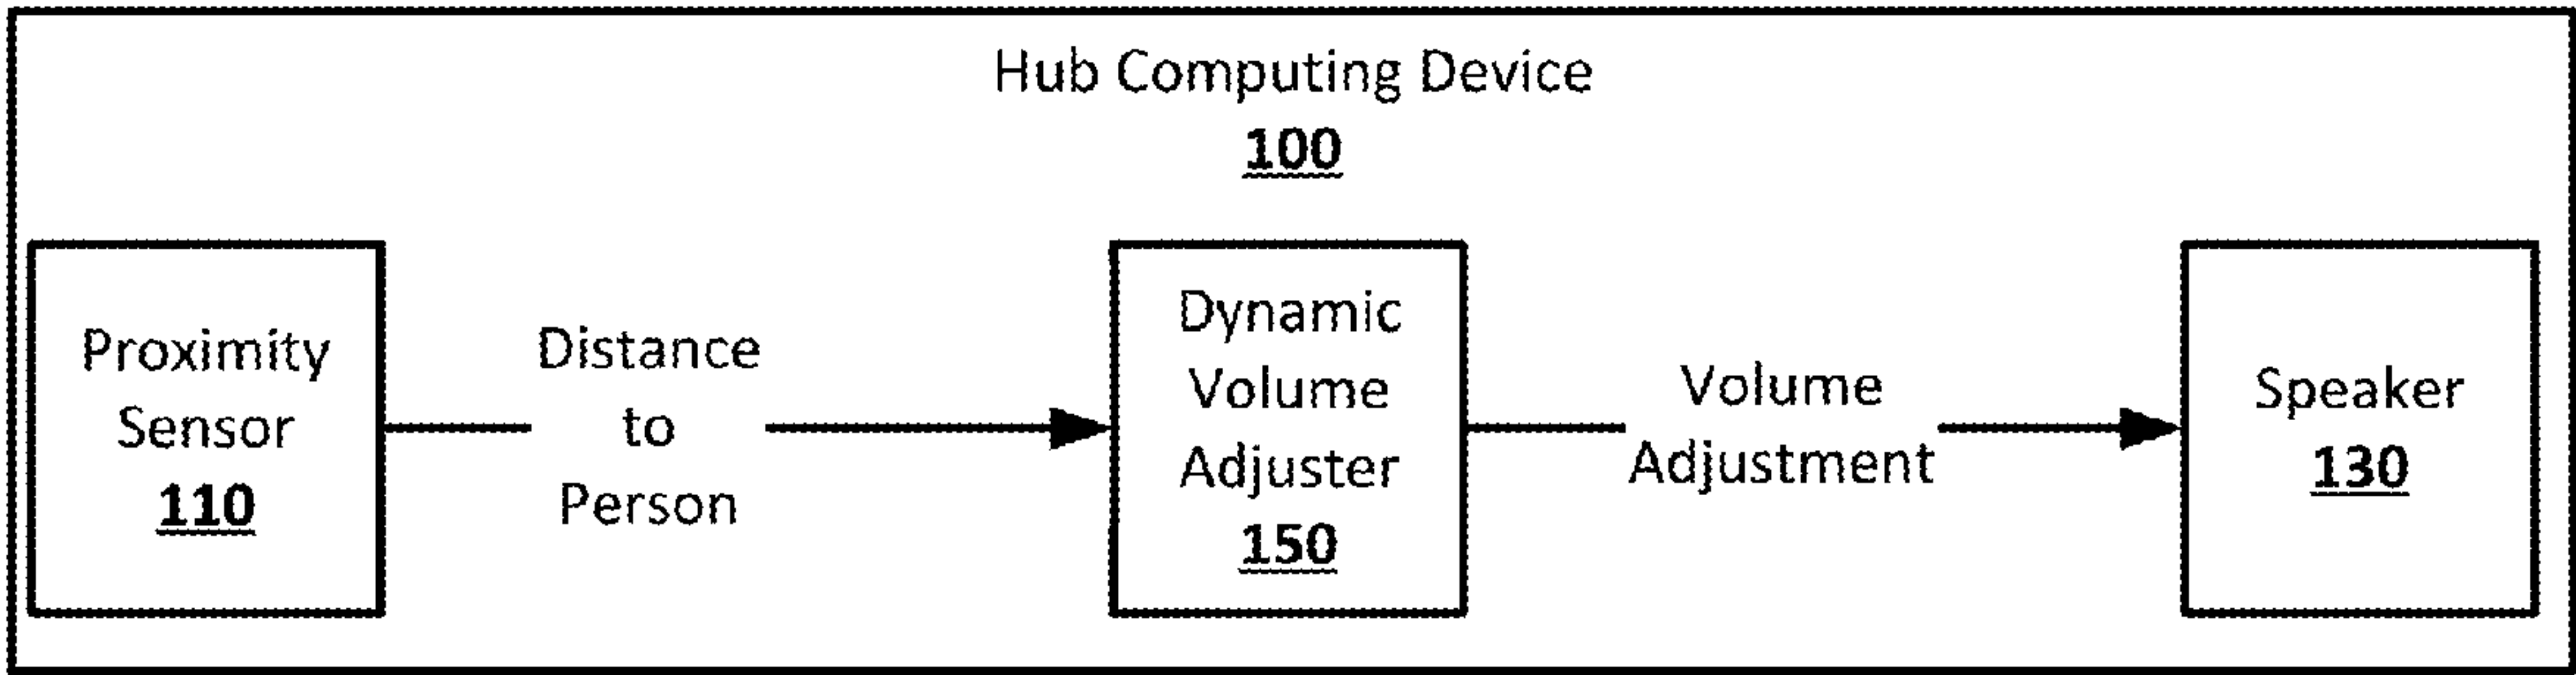 Hub Computing Device
100
Proximity
Sensor
110
Distance
to
Person
Dynamic
Volume
Adjuster
150
Volume
Adjustment
Speaker
130